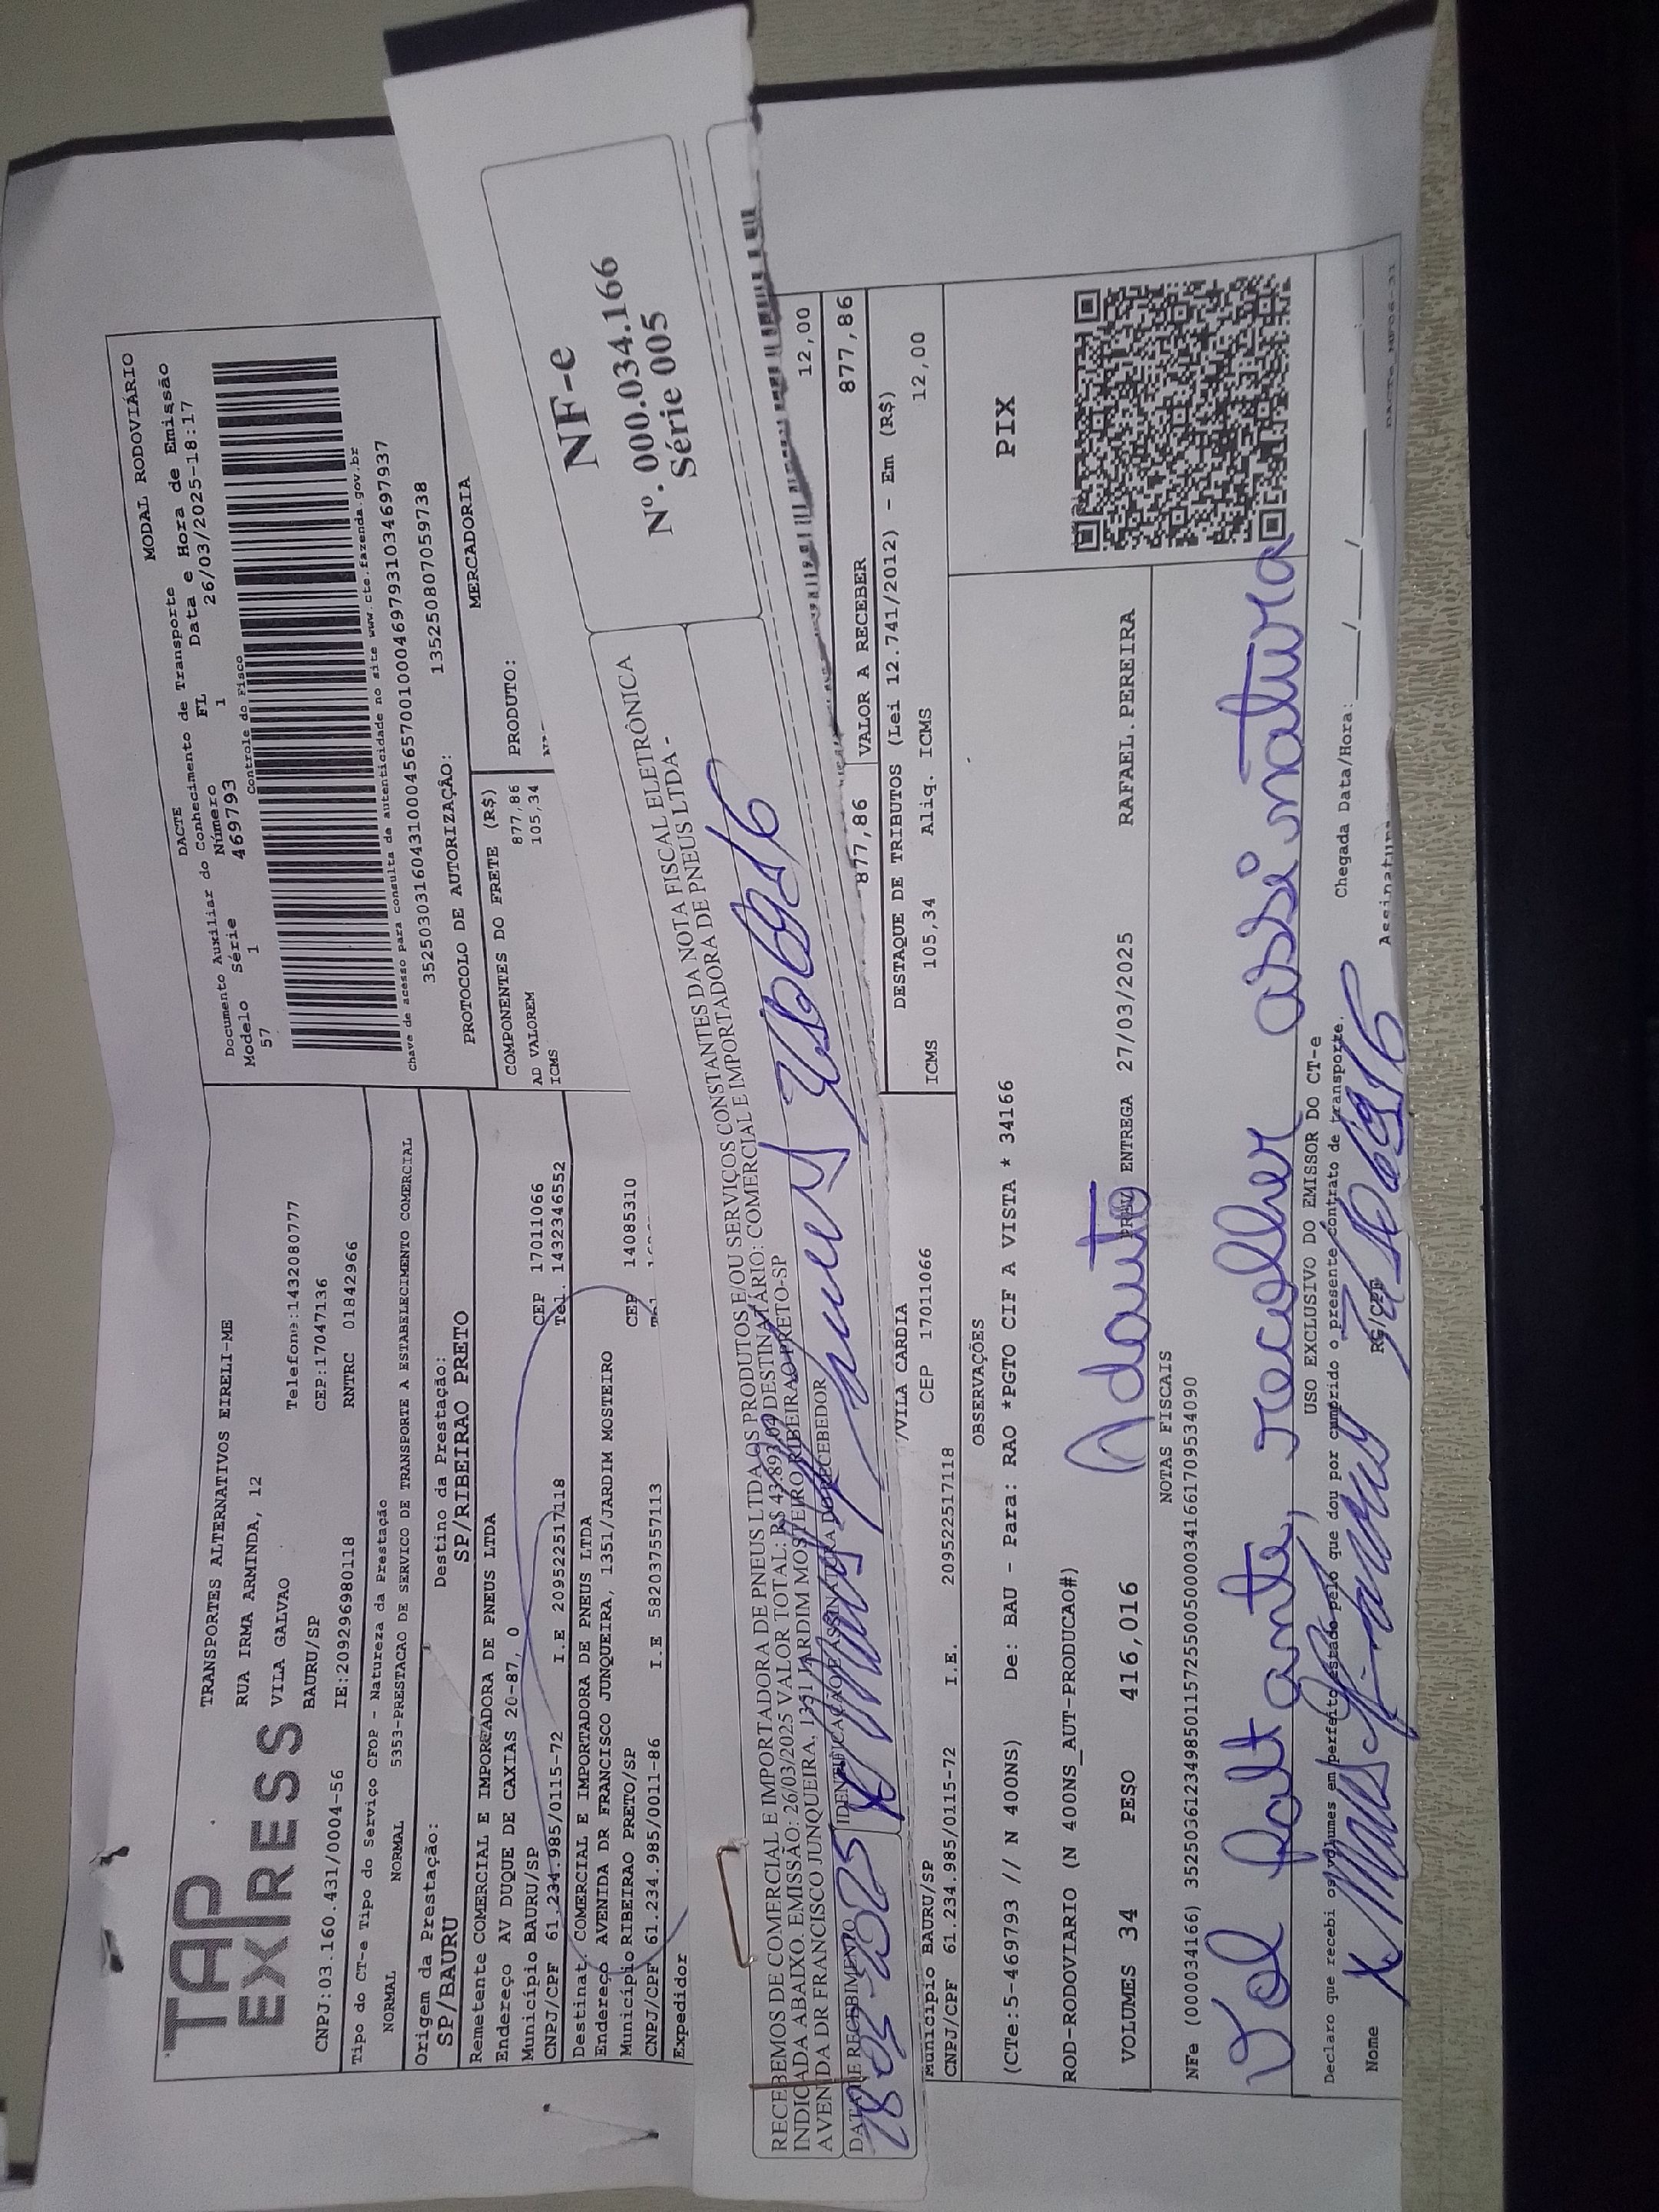 TAP
EXPRESS
TRANSPORTES ALTERNATIVOS EIRELI-ME
RUA IRMA ARMINDA, 12
VILA GALVAO
Telefone:1432080777
BAURU/SP
CEP:17047136
CNPJ:03.160.431/0004-56
IE:209296980118
RNTRC 01842966
DACTE
MODAL RODOVIÁRIO
Documento Auxiliar do Conhecimento de Transporte Eletrônico
Modelo Série Número FL Data e Hora de Emissão
57 1 469793 1 1 26/03/2025-18:17
Controle do Fisco
Chave de acesso para consulta de autenticidade no site www.cte.fazenda.gov.br
35250303160431000456570010004697931034697937
PROTOCOLO DE AUTORIZAÇÃO:
135250807059738
Tipo do CT-e Tipo do Serviço CFOP - Natureza da Prestação
NORMAL NORMAL 5353-PRESTACAO DE SERVICO DE TRANSPORTE A ESTABELECIMENTO COMERCIAL
Origem da Prestação:
SP/BAURU
Destino da Prestação:
SP/RIBEIRAO PRETO
Remetente COMERCIAL E IMPORTADORA DE PNEUS LTDA
Endereço AV DUQUE DE CAXIAS 20-87, 0
Município BAURU/SP CEP 17011066
CNPJ/CPF 61.234.985/0115-72 I.E 209522517118 Tel. 1432346552
Destinat. COMERCIAL E IMPORTADORA DE PNEUS LTDA
Endereço AVENIDA DR FRANCISCO JUNQUEIRA, 1351/JARDIM MOSTEIRO
Município RIBEIRAO PRETO/SP CEP 14085310
CNPJ/CPF 61.234.985/0011-86 I.E 582037557113
Expedidor
COMPONENTES DO FRETE (R$)
AD VALOREM 877,86
ICMS 105,34
MERCADORIA
PRODUTO:
NF-e
Nº. 000.034.166
Série 005
RECEBEMOS DE COMERCIAL E IMPORTADORA DE PNEUS LTDA OS PRODUTOS E/OU SERVIÇOS CONSTANTES DA NOTA FISCAL ELETRÔNICA
INDICADA ABAIXO. EMISSÃO: 26/03/2025 VALOR TOTAL: R$ 43.893,04 DESTINATÁRIO: COMERCIAL E IMPORTADORA DE PNEUS LTDA -
AVENIDA DR FRANCISCO JUNQUEIRA, 1351 JARDIM MOSTEIRO RIBEIRAO PRETO-SP
DATA DE RECEBIMENTO
IDENTIFICAÇÃO E ASSINATURA DO RECEBEDOR
12,00
877,86 VALOR A RECEBER 877,86
/VILA CARDIA
Município BAURU/SP CEP 17011066
CNPJ/CPF 61.234.985/0115-72 I.E. 209522517118
DESTAQUE DE TRIBUTOS (Lei 12.741/2012) - Em (R$)
ICMS 105,34 Aliq. ICMS 12,00
OBSERVAÇÕES
(CTe:5-469793 // N 400NS) De: BAU - Para: RAO *PGTO CIF A VISTA * 34166
ROD-RODOVIARIO (N 400NS_AUT-PRODUCAO#)
PIX
Adauto
VOLUMES 34 PESO 416,016 PREV ENTREGA 27/03/2025 RAFAEL.PEREIRA
NOTAS FISCAIS
NFe (000034166) 35250361234985011572550050000341661709534090
Vol faltante, recolher assinatura
USO EXCLUSIVO DO EMISSOR DO CT-e
Declaro que recebi os volumes em perfeito estado pelo que dou por cumprido o presente contrato de transporte.
Nome RG/CPF Assinatura
Chegada Data/Hora: ___/___/___